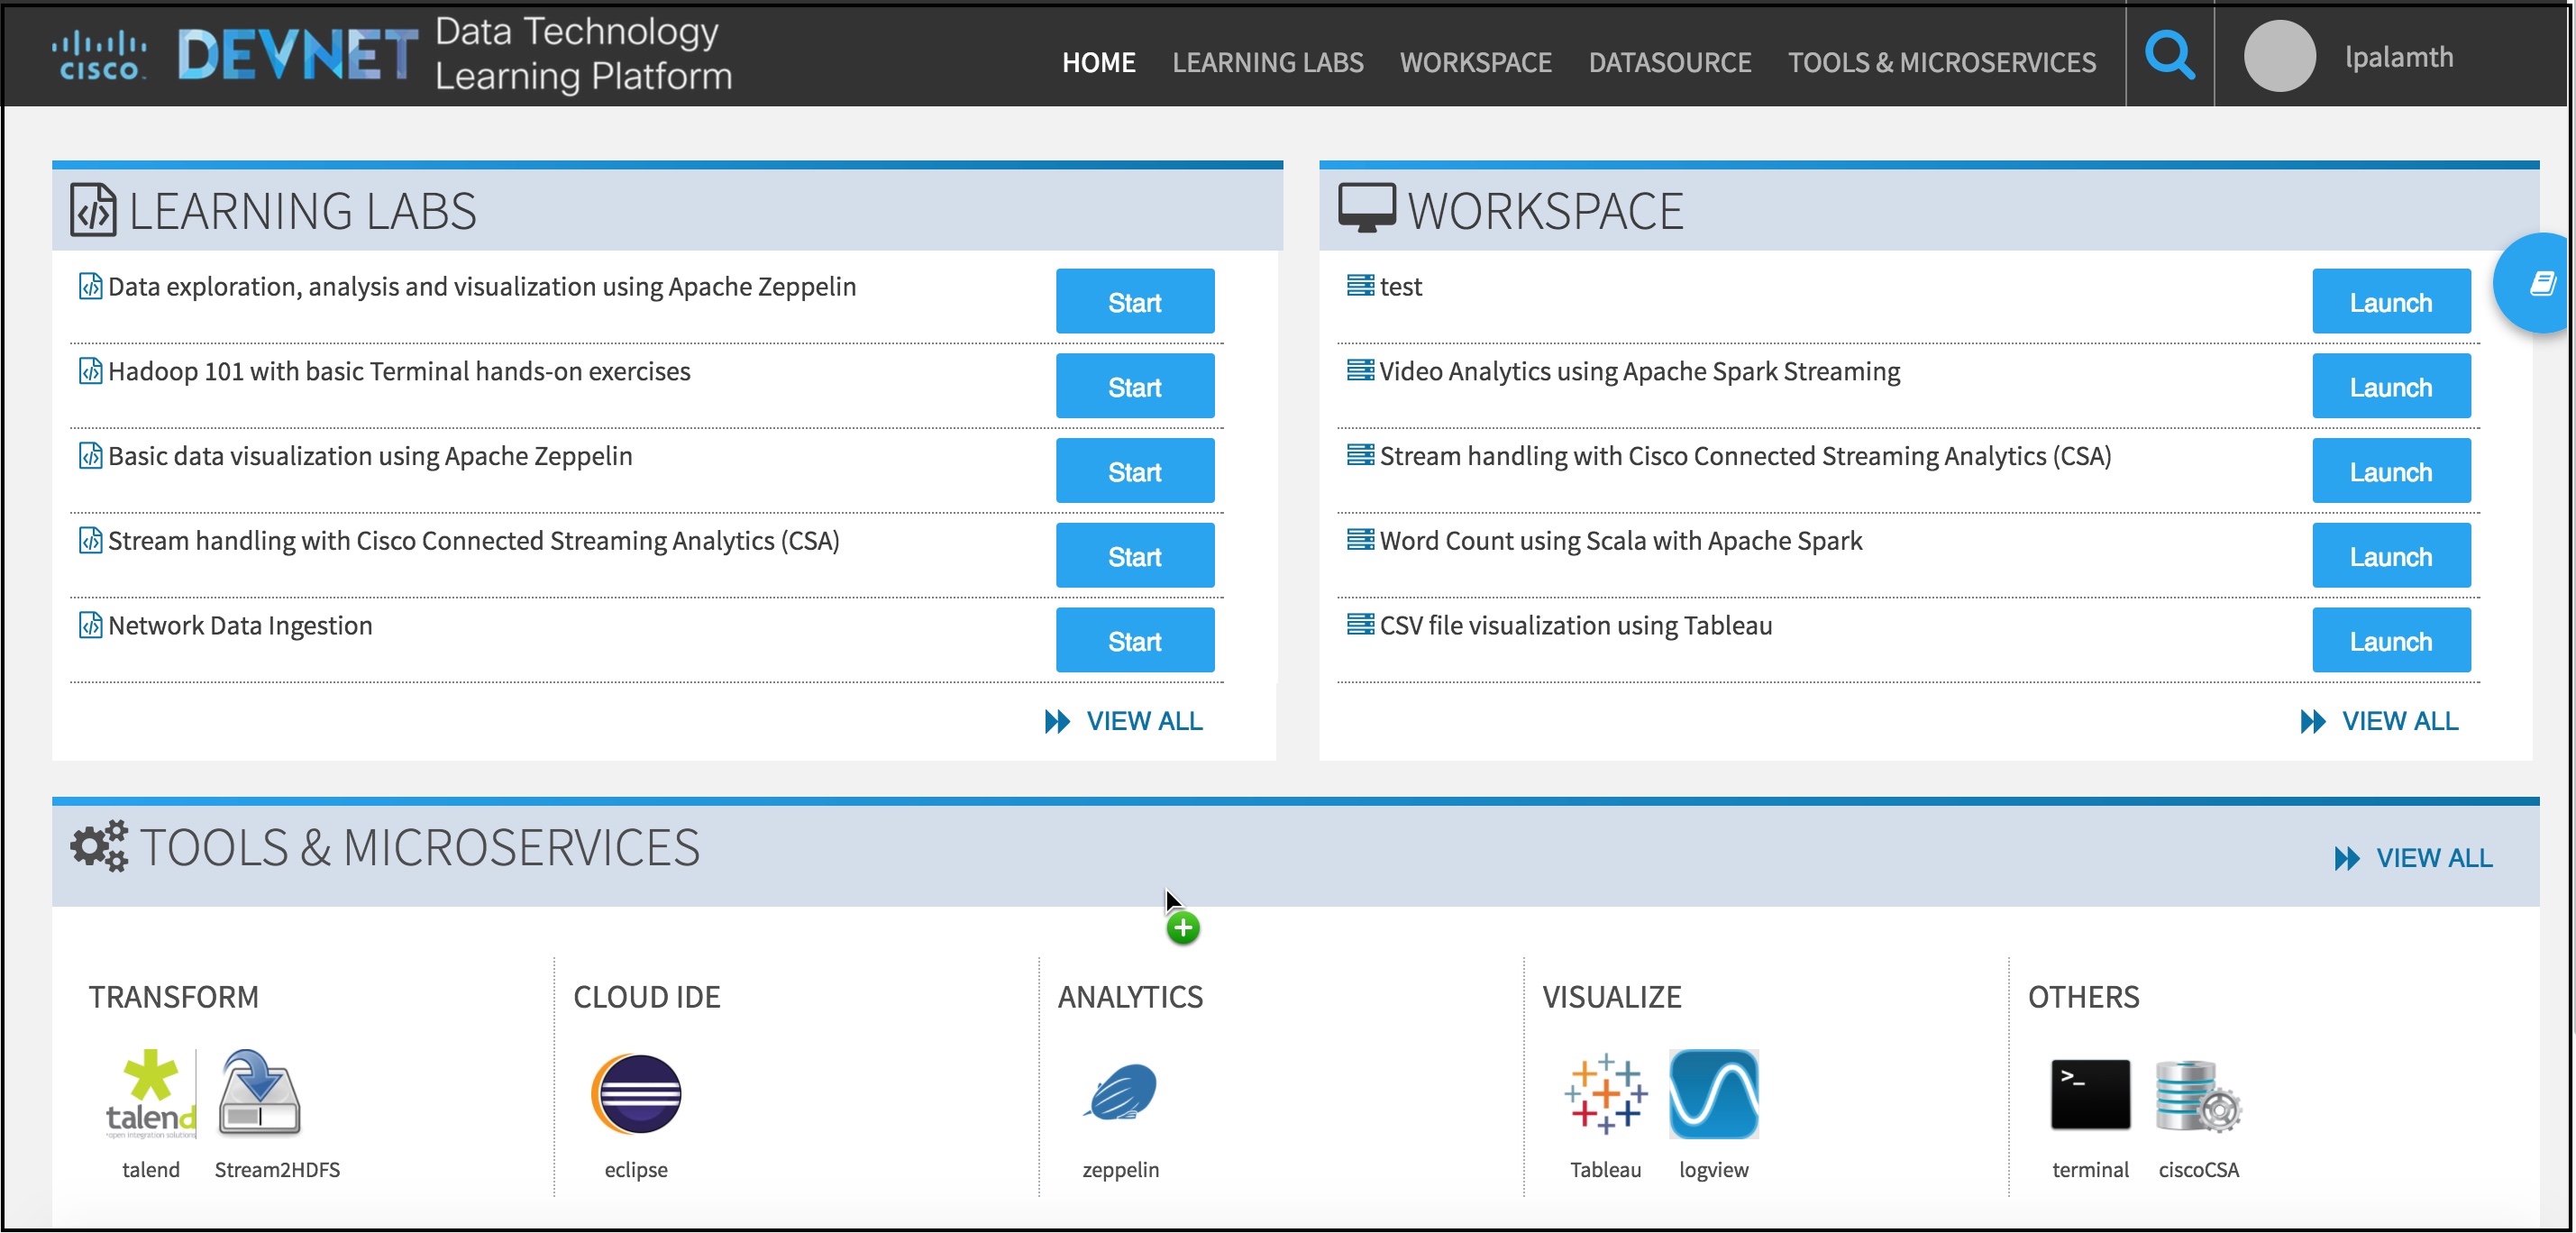 CISCO
DEVNET
Data Technology
Learning Platform
HOME
LEARNING LABS
WORKSPACE
DATASOURCE
TOOLS & MICROSERVICES
lpalamth
LEARNING LABS
Data exploration, analysis and visualization using Apache Zeppelin
Start
Hadoop 101 with basic Terminal hands-on exercises
Start
Basic data visualization using Apache Zeppelin
Start
Stream handling with Cisco Connected Streaming Analytics (CSA)
Start
Network Data Ingestion
Start
VIEW ALL
WORKSPACE
test
Launch
Video Analytics using Apache Spark Streaming
Launch
Stream handling with Cisco Connected Streaming Analytics (CSA)
Launch
Word Count using Scala with Apache Spark
Launch
CSV file visualization using Tableau
Launch
VIEW ALL
TOOLS & MICROSERVICES
VIEW ALL
TRANSFORM
talend
open integration solutions
talend
Stream2HDFS
CLOUD IDE
eclipse
ANALYTICS
zeppelin
VISUALIZE
Tableau
logview
OTHERS
>_
terminal
ciscoCSA